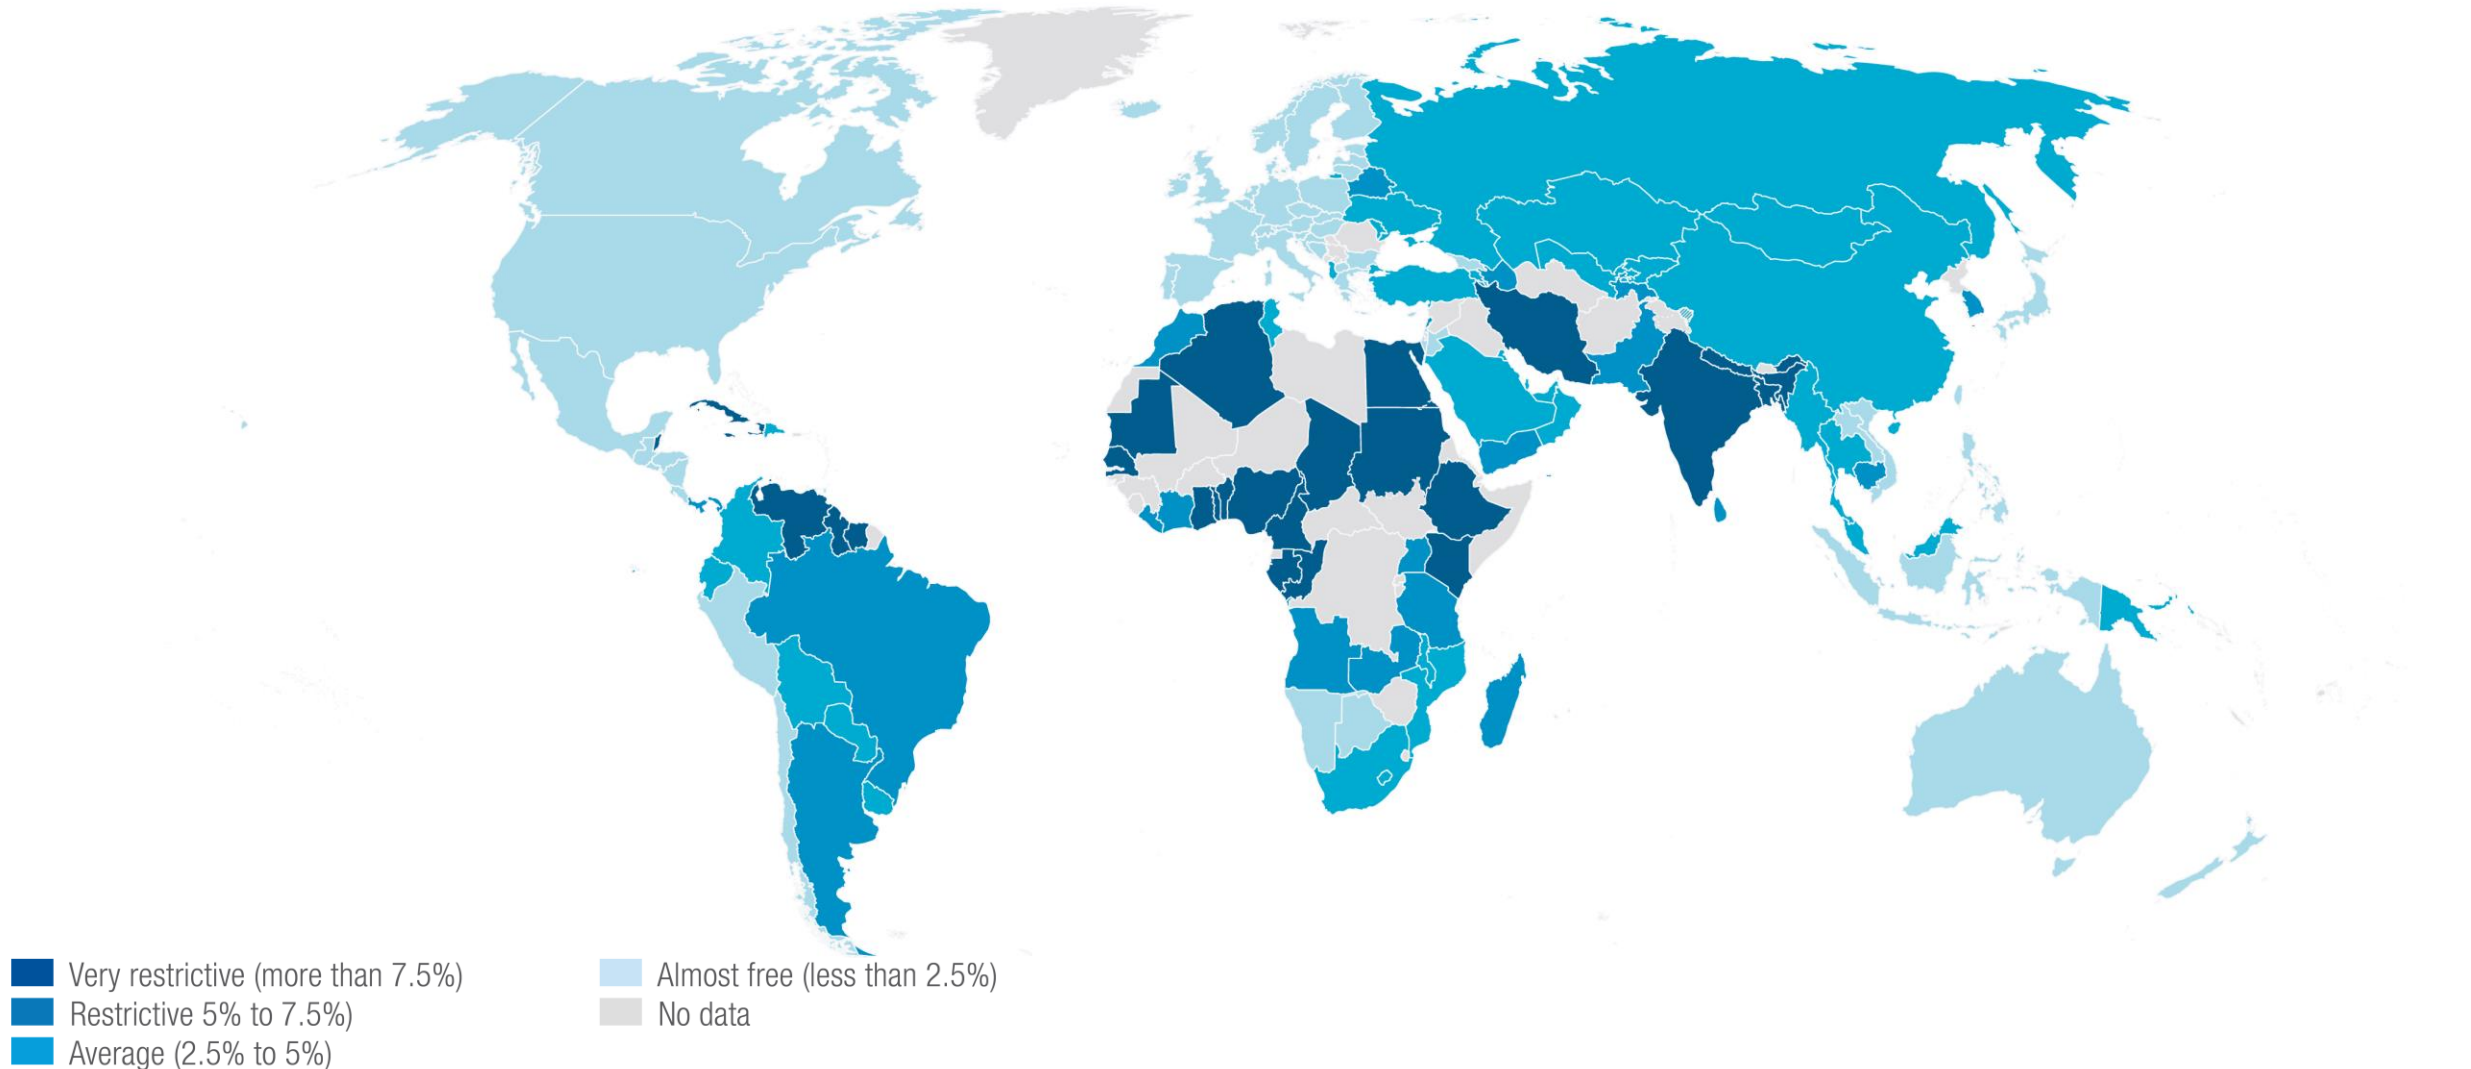 Very restrictive (more than 7.5%)
Restrictive 5% to 7.5%)
Average (2.5% to 5%)
Almost free (less than 2.5%)
No data